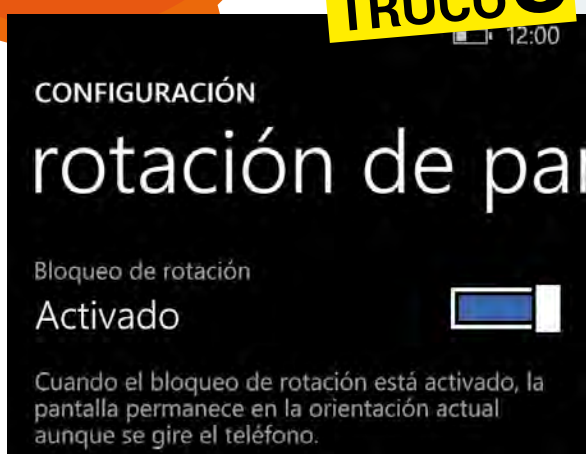 TRUCO
12:00
CONFIGURACIÓN
rotación de pa
Bloqueo de rotación
Activado
Cuando el bloqueo de rotación está activado, la
pantalla permanece en la orientación actual
aunque se gire el teléfono.